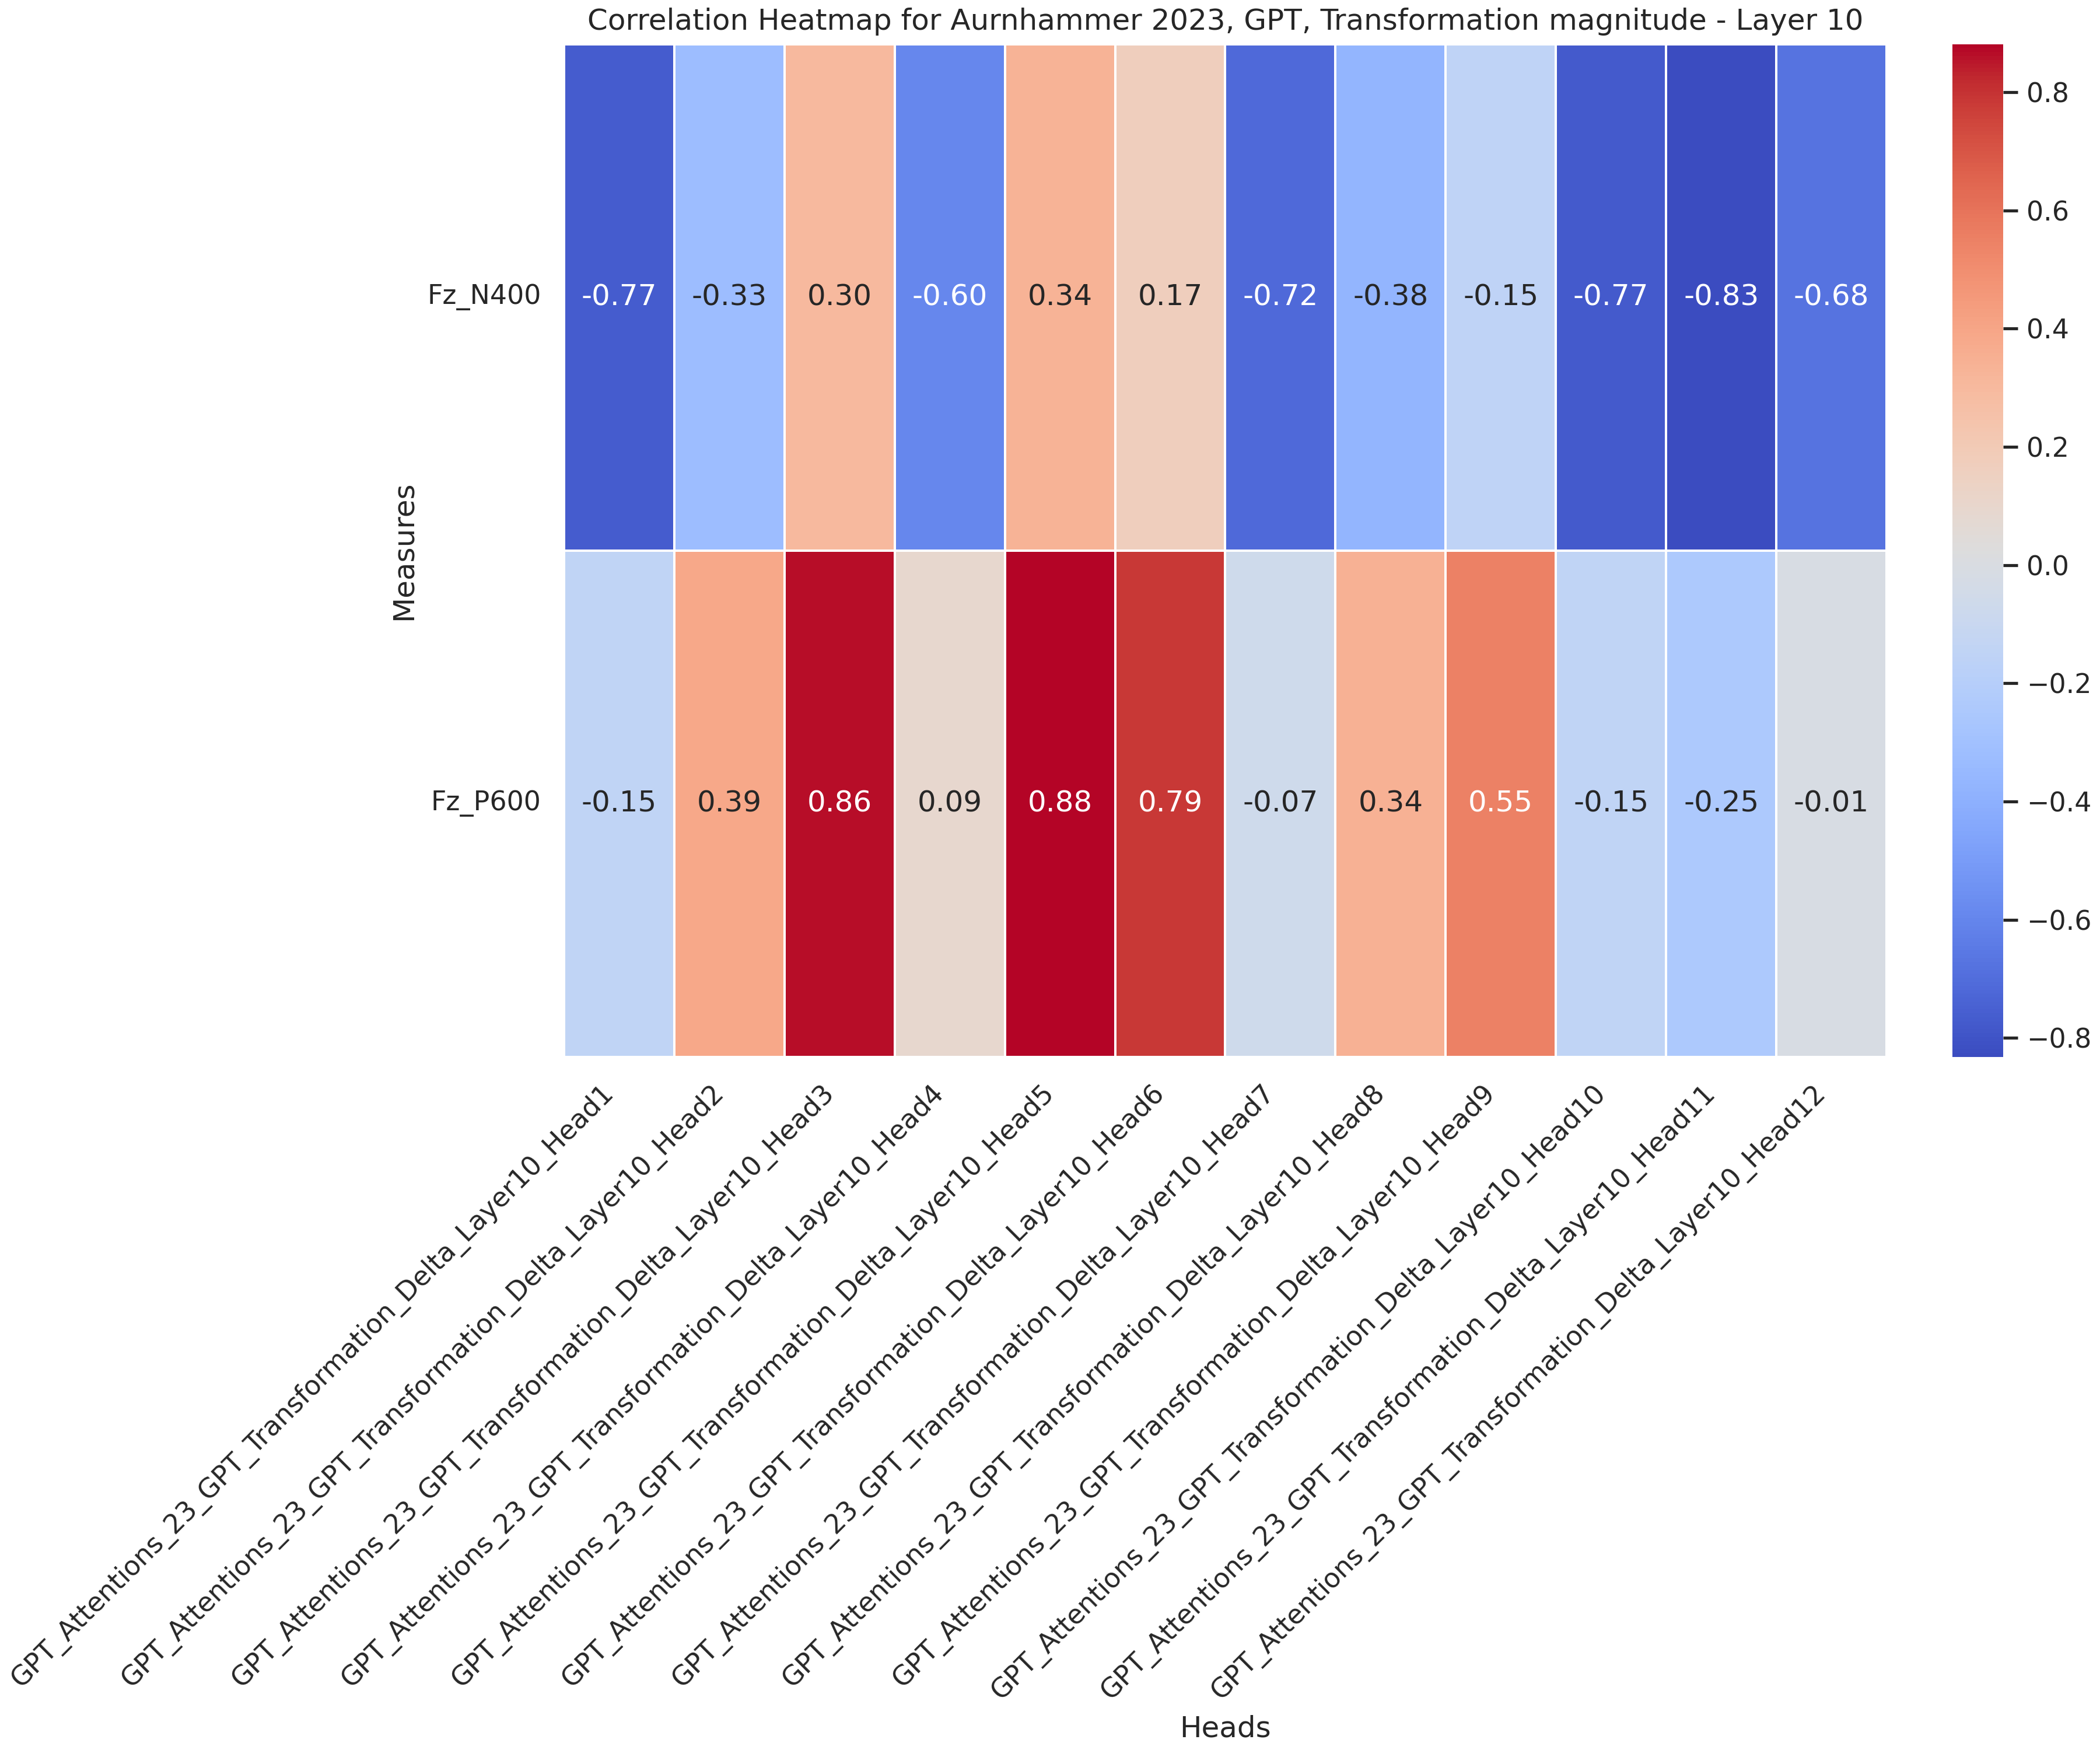 Correlation Heatmap for Aurnhammer 2023, GPT, Transformation magnitude - Layer 10
Fz_N400
-0.77 -0.33 0.30 -0.60 0.34 0.17 -0.72 -0.38 -0.15 -0.77 -0.83 -0.68
Measures
Fz_P600
-0.15 0.39 0.86 0.09 0.88 0.79 -0.07 0.34 0.55 -0.15 -0.25 -0.01
GPT_Attentions_23_GPT_Transformation_Delta_Layer10_Head1
GPT_Attentions_23_GPT_Transformation_Delta_Layer10_Head2
GPT_Attentions_23_GPT_Transformation_Delta_Layer10_Head3
GPT_Attentions_23_GPT_Transformation_Delta_Layer10_Head4
GPT_Attentions_23_GPT_Transformation_Delta_Layer10_Head5
GPT_Attentions_23_GPT_Transformation_Delta_Layer10_Head6
GPT_Attentions_23_GPT_Transformation_Delta_Layer10_Head7
GPT_Attentions_23_GPT_Transformation_Delta_Layer10_Head8
GPT_Attentions_23_GPT_Transformation_Delta_Layer10_Head9
GPT_Attentions_23_GPT_Transformation_Delta_Layer10_Head10
GPT_Attentions_23_GPT_Transformation_Delta_Layer10_Head11
GPT_Attentions_23_GPT_Transformation_Delta_Layer10_Head12
Heads
0.8
0.6
0.4
0.2
0.0
−0.2
−0.4
−0.6
−0.8